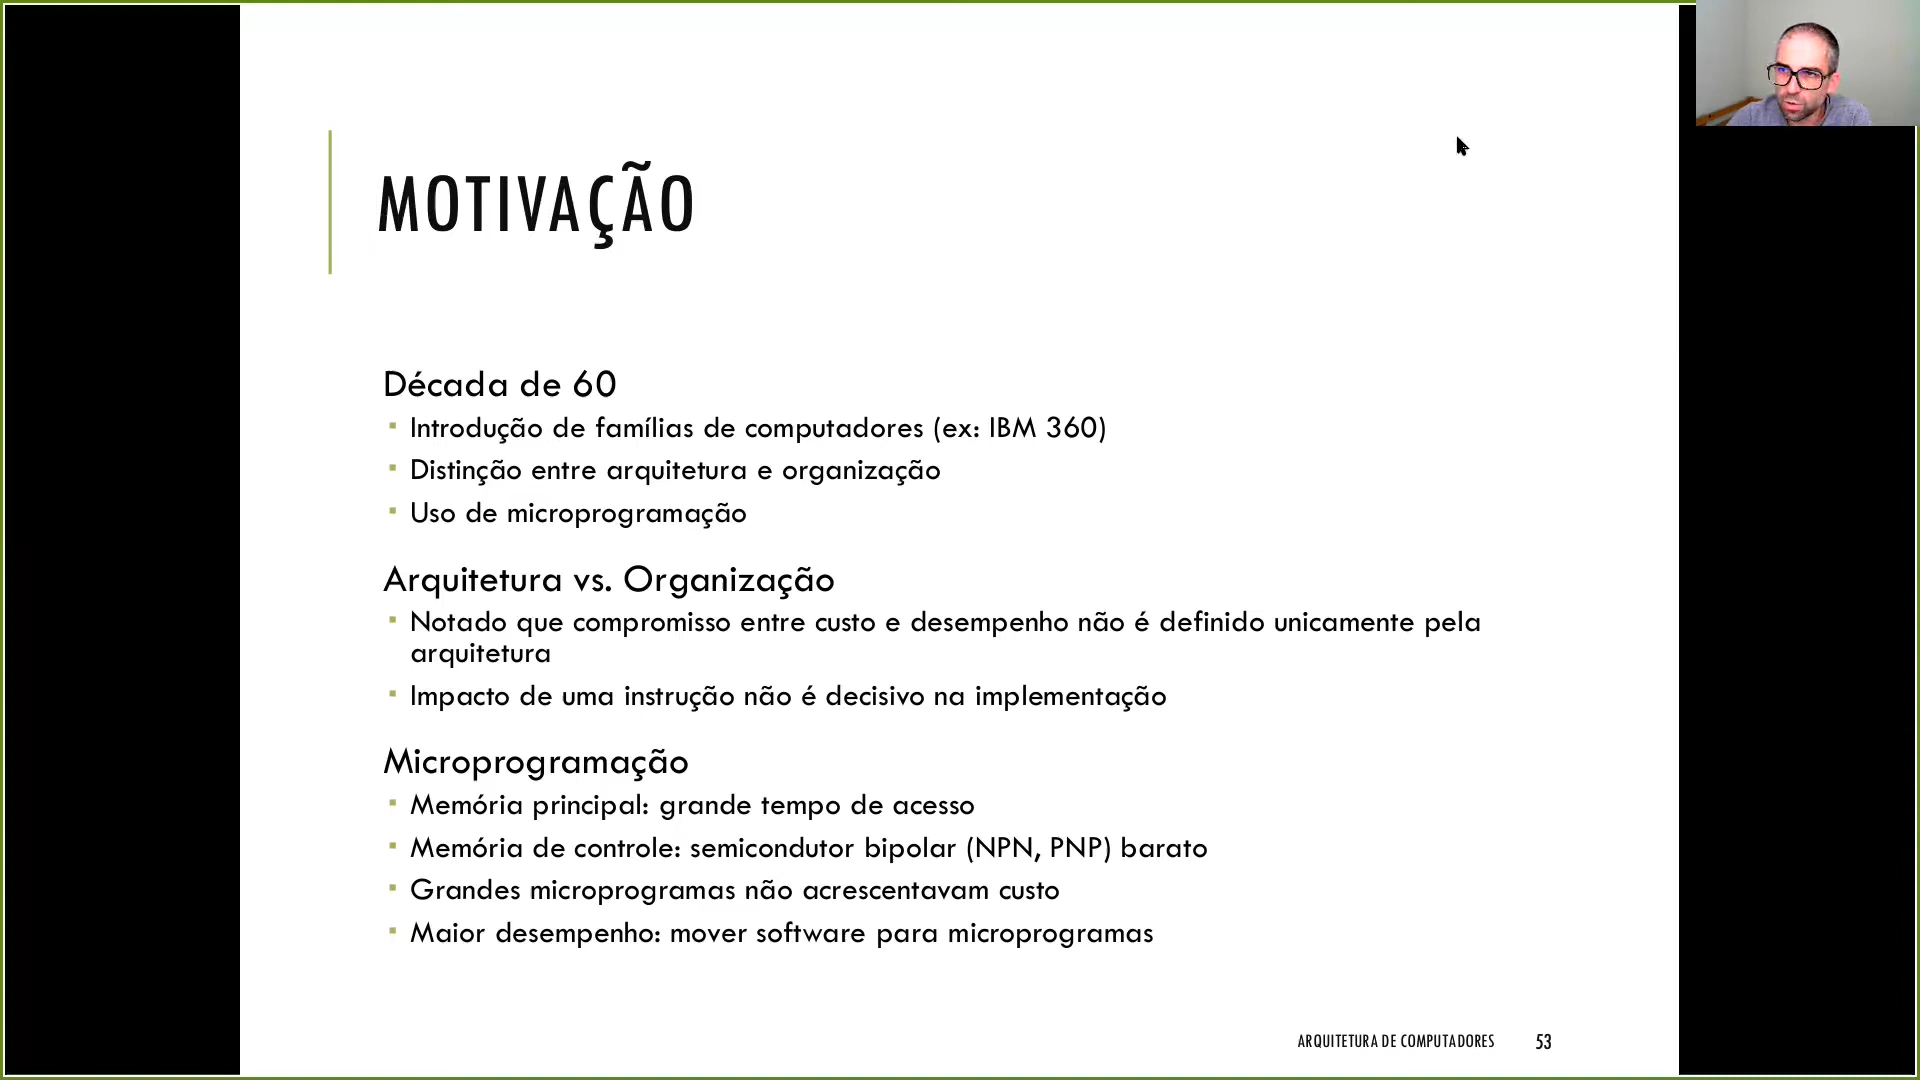 MOTIVAÇÃO
Década de 60
▪ Introdução de famílias de computadores (ex: IBM 360)
▪ Distinção entre arquitetura e organização
▪ Uso de microprogramação
Arquitetura vs. Organização
▪ Notado que compromisso entre custo e desempenho não é definido unicamente pela
arquitetura
▪ Impacto de uma instrução não é decisivo na implementação
Microprogramação
▪ Memória principal: grande tempo de acesso
▪ Memória de controle: semicondutor bipolar (NPN, PNP) barato
▪ Grandes microprogramas não acrescentavam custo
▪ Maior desempenho: mover software para microprogramas
ARQUITETURA DE COMPUTADORES 53